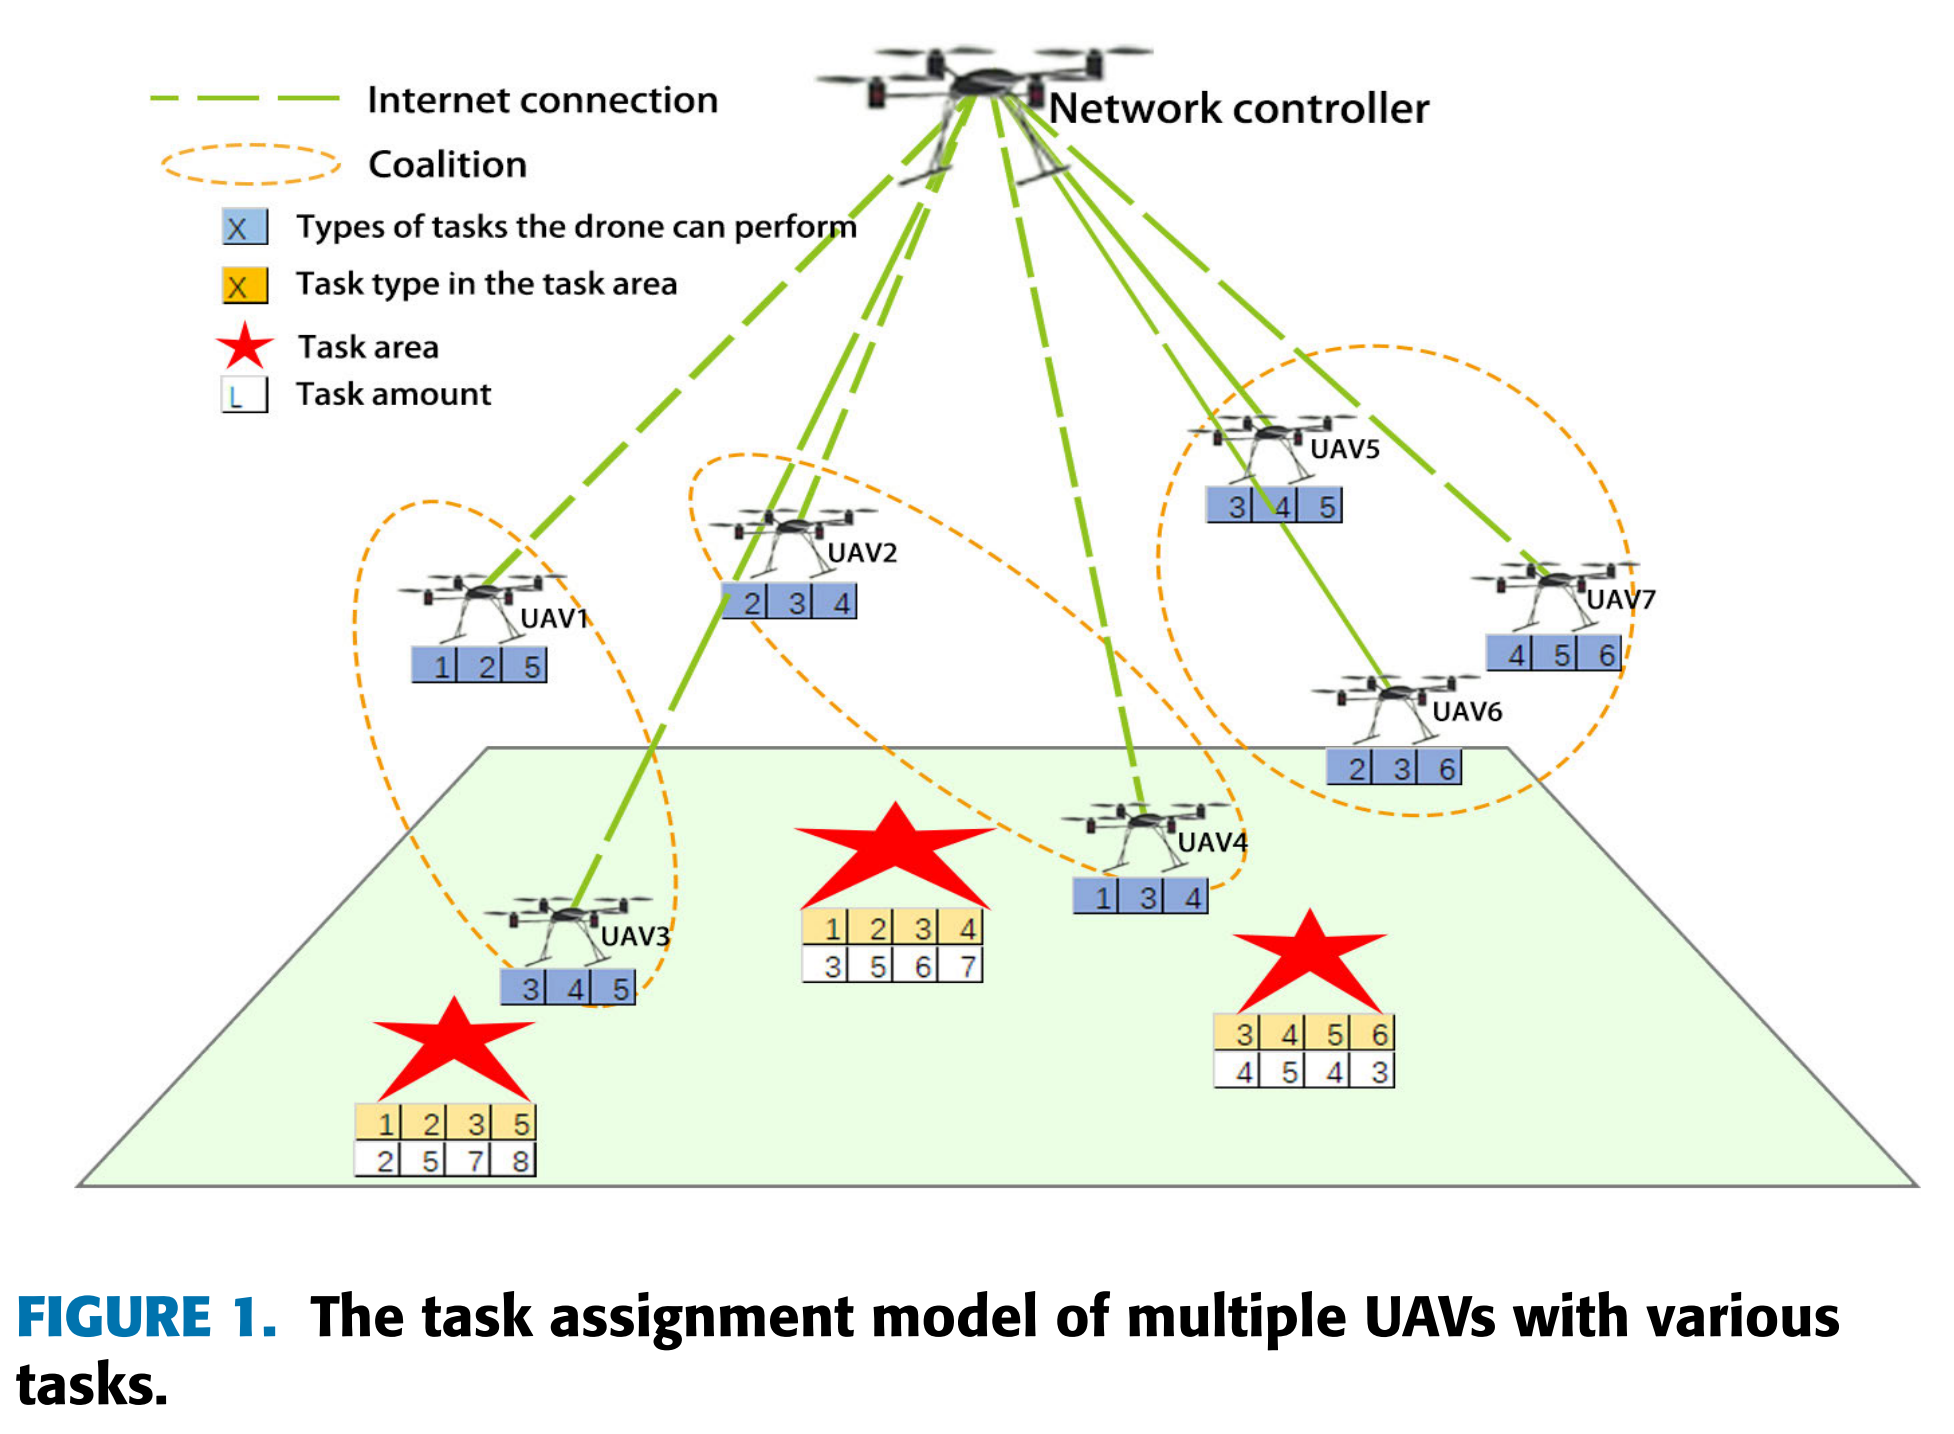 Internet connection
Network controller
Coalition
X Types of tasks the drone can perform
X Task type in the task area
Task area
L Task amount
UAV5
3 4 5
UAV2
2 3 4
UAV7
4 5 6
UAV1
1 2 5
UAV6
2 3 6
UAV4
1 3 4
UAV3
3 4 5
1 2 3 4
3 5 6 7
3 4 5 6
4 5 4 3
1 2 3 5
2 5 7 8
FIGURE 1. The task assignment model of multiple UAVs with various
tasks.